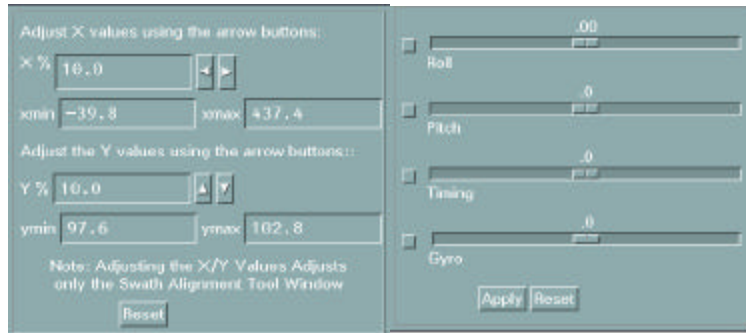 Adjust X values using the arrow buttons:
X % 10.0
xmin -39.8 xmax 437.4
Adjust the Y values using the arrow buttons::
Y % 10.0
ymin 97.6 ymax 102.8
Note: Adjusting the X/Y Values Adjusts
only the Swath Alignment Tool Window
Reset
.00
Roll
.0
Pitch
.0
Timing
.0
Gyro
Apply Reset